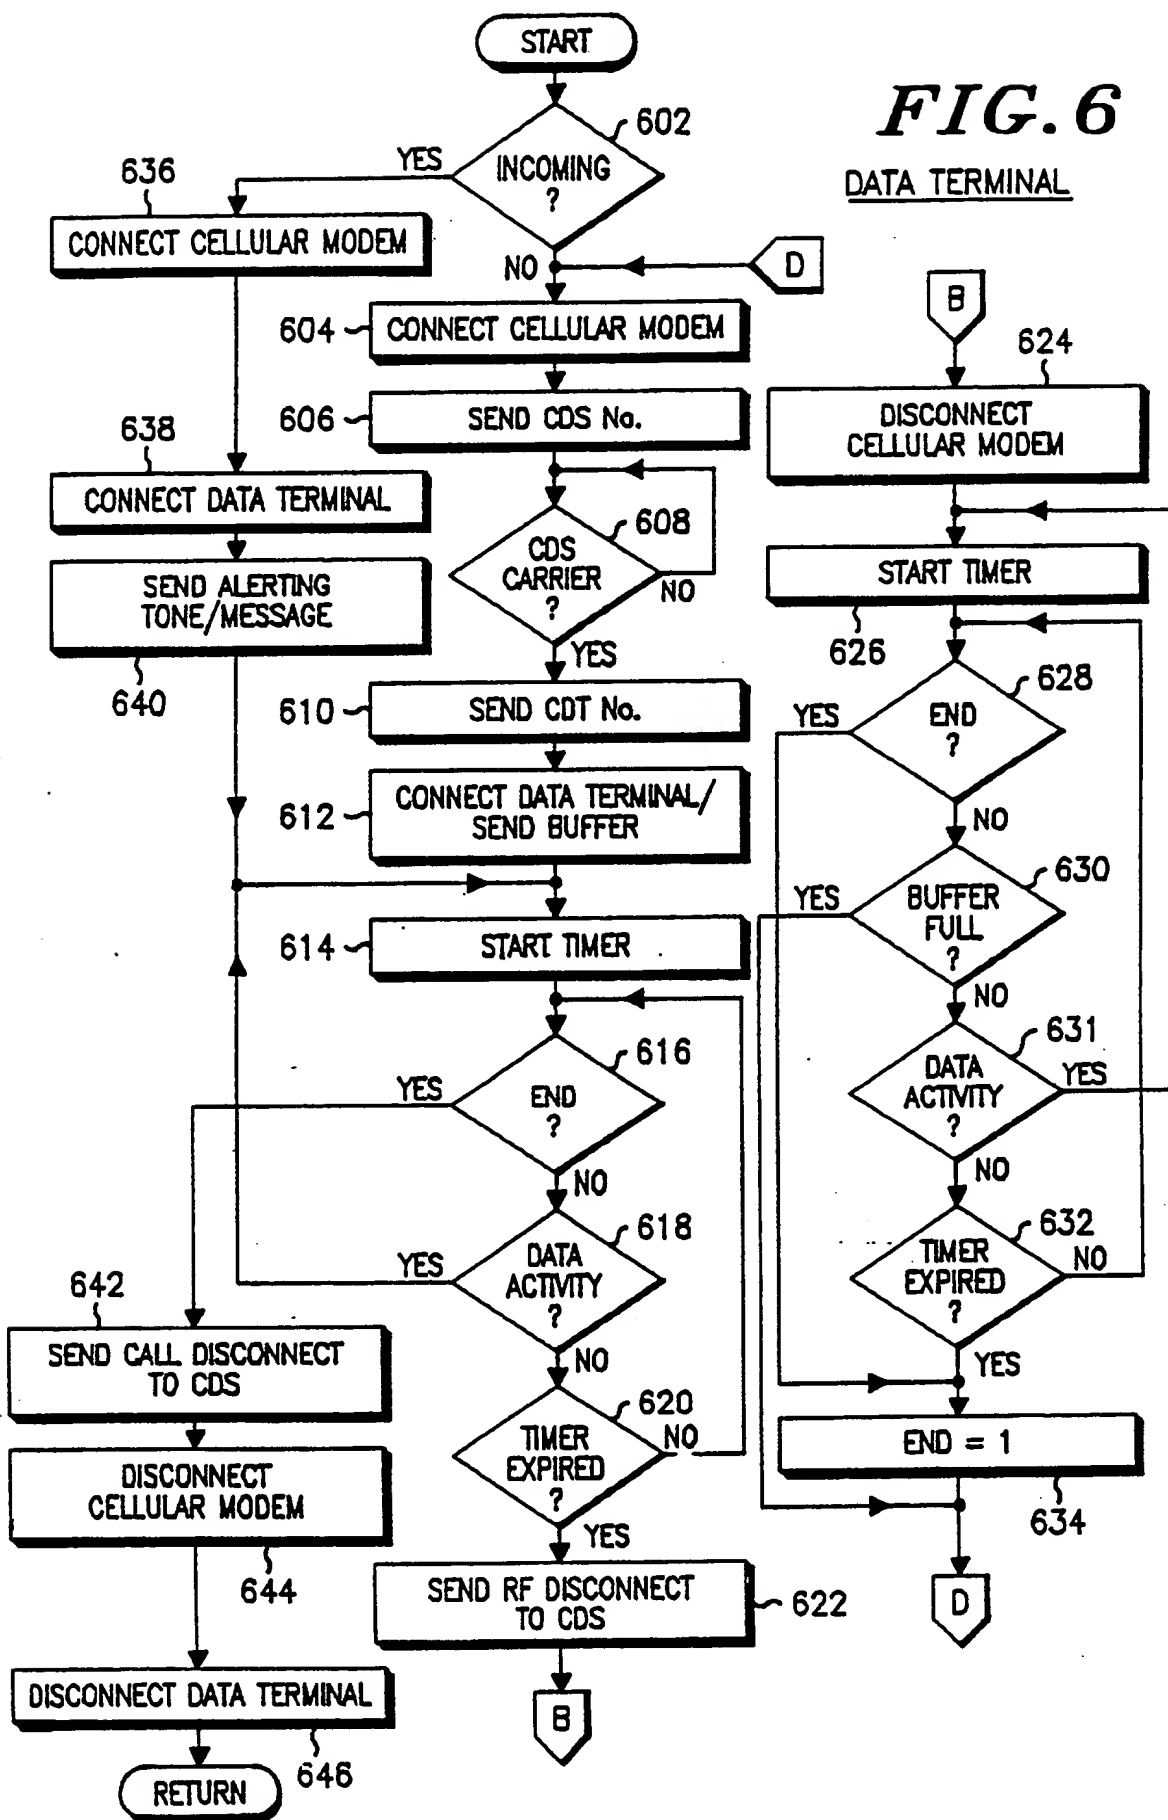 START
FIG. 6
DATA TERMINAL
602
INCOMING
?
YES
NO
D
636
CONNECT CELLULAR MODEM
604
CONNECT CELLULAR MODEM
606
SEND CDS No.
638
CONNECT DATA TERMINAL
SEND ALERTING
TONE/MESSAGE
640
608
CDS
CARRIER
?
NO
YES
610
SEND CDT No.
612
CONNECT DATA TERMINAL/
SEND BUFFER
614
START TIMER
616
END
?
YES
NO
618
DATA
ACTIVITY
?
YES
NO
620
TIMER
EXPIRED
?
NO
YES
SEND RF DISCONNECT
TO CDS
622
B
642
SEND CALL DISCONNECT
TO CDS
DISCONNECT
CELLULAR MODEM
644
DISCONNECT DATA TERMINAL
646
RETURN
B
624
DISCONNECT
CELLULAR MODEM
START TIMER
626
628
END
?
YES
NO
630
BUFFER
FULL
?
YES
NO
631
DATA
ACTIVITY
?
YES
NO
632
TIMER
EXPIRED
?
NO
YES
END = 1
634
D